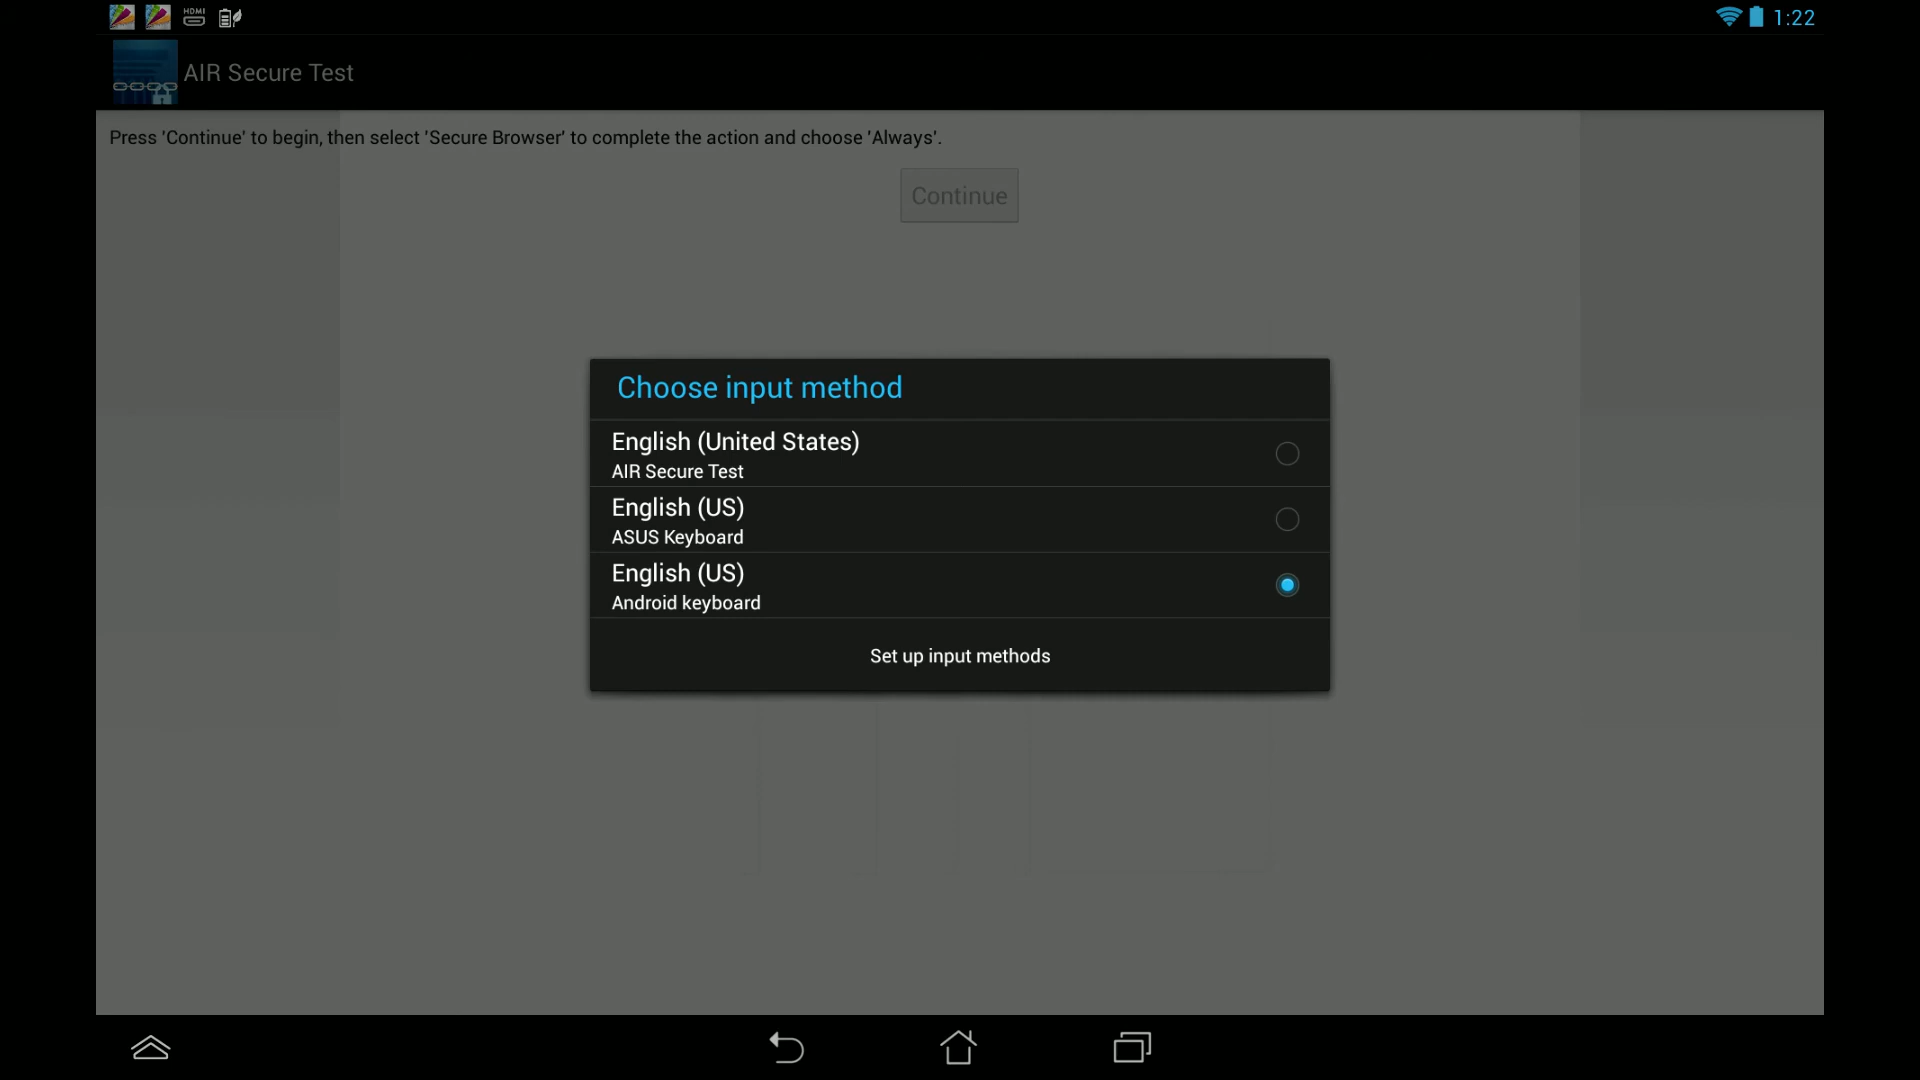 HDMI
1:22
AIR Secure Test
Press 'Continue' to begin, then select 'Secure Browser' to complete the action and choose 'Always'.
Continue
Choose input method
English (United States)
AIR Secure Test
English (US)
ASUS Keyboard
English (US)
Android keyboard
Set up input methods